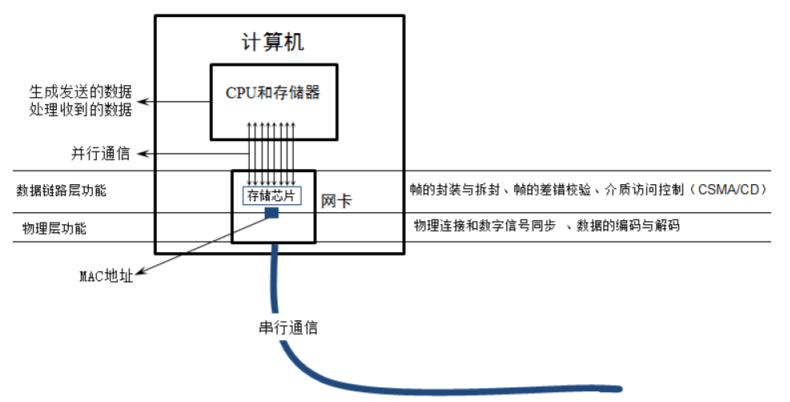 计算机
CPU和存储器
生成发送的数据
处理收到的数据
并行通信
数据链路层功能
存储芯片
网卡
帧的封装与拆封、帧的差错校验、介质访问控制（CSMA/CD）
物理层功能
物理连接和数字信号同步 、数据的编码与解码
MAC地址
串行通信